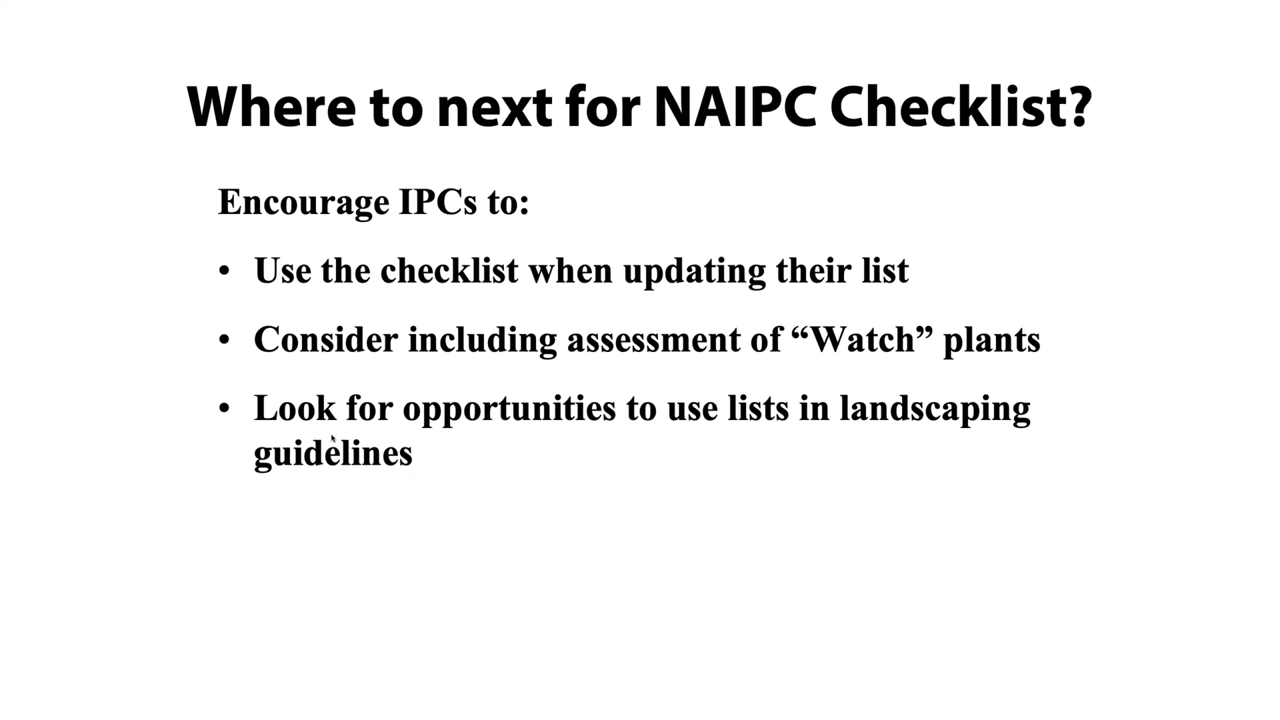 Where to next for NAIPC Checklist?
Encourage IPCs to:
• Use the checklist when updating their list
• Consider including assessment of “Watch” plants
• Look for opportunities to use lists in landscaping
guidelines